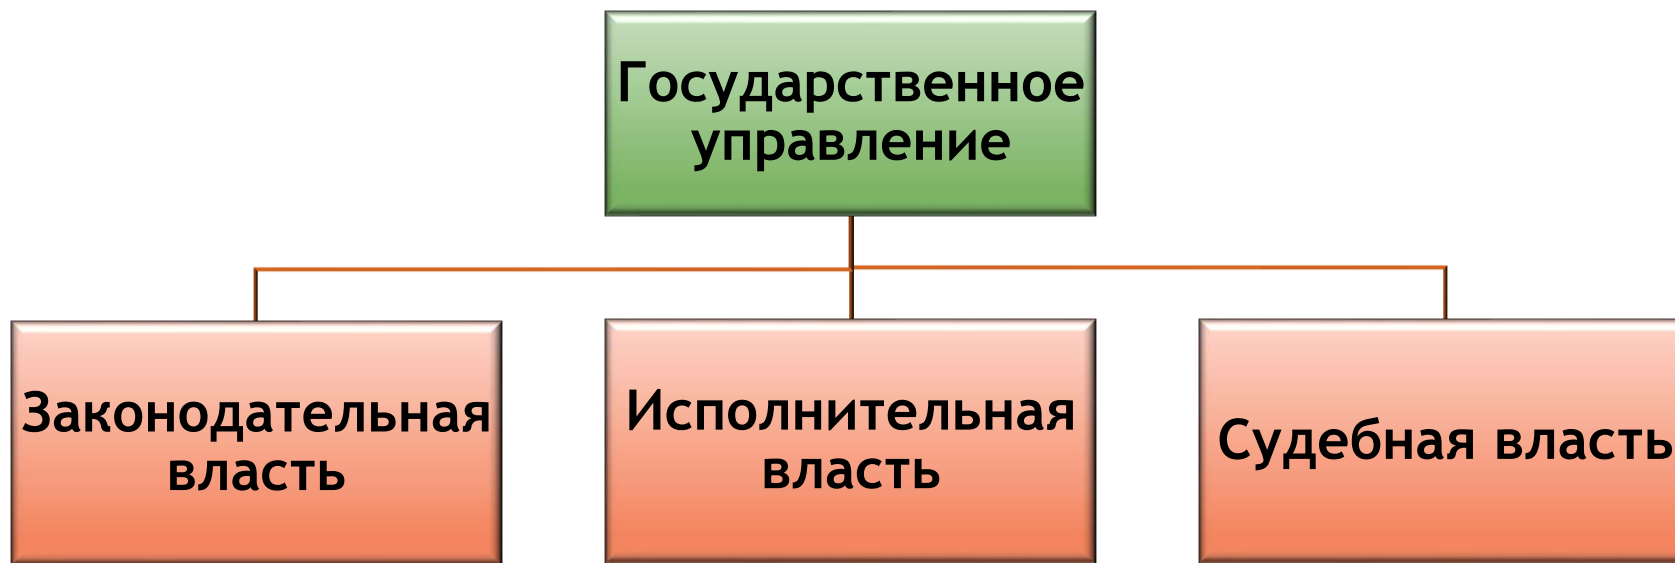 Государственное
управление
Законодательная
власть
Исполнительная
власть
Судебная власть